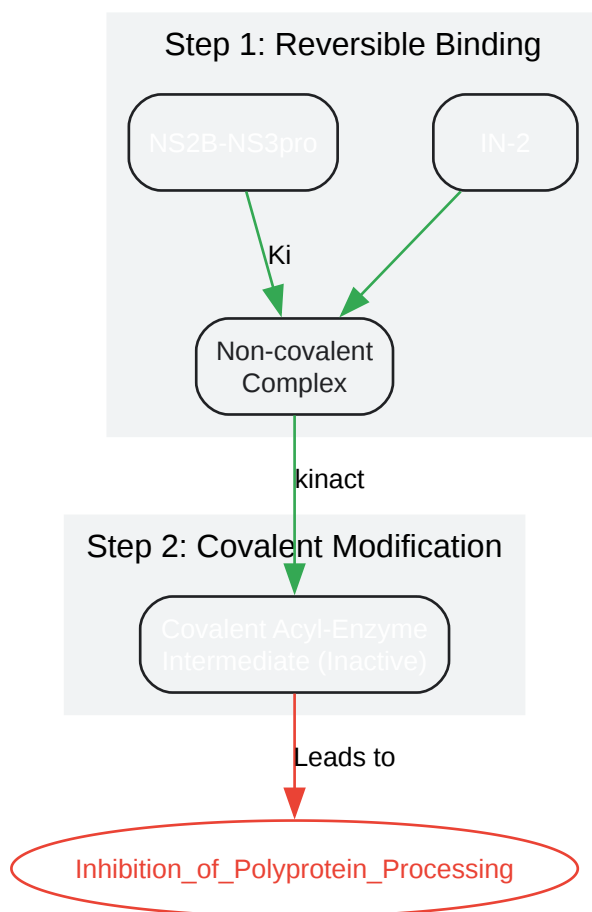 Step 1: Reversible Binding
NS2B-NS3pro
IN-2
Ki
Non-covalent
Complex
kinact
Step 2: Covalent Modification
Covalent Acyl-Enzyme
Intermediate (Inactive)
Leads to
Inhibition_of_Polyprotein_Processing